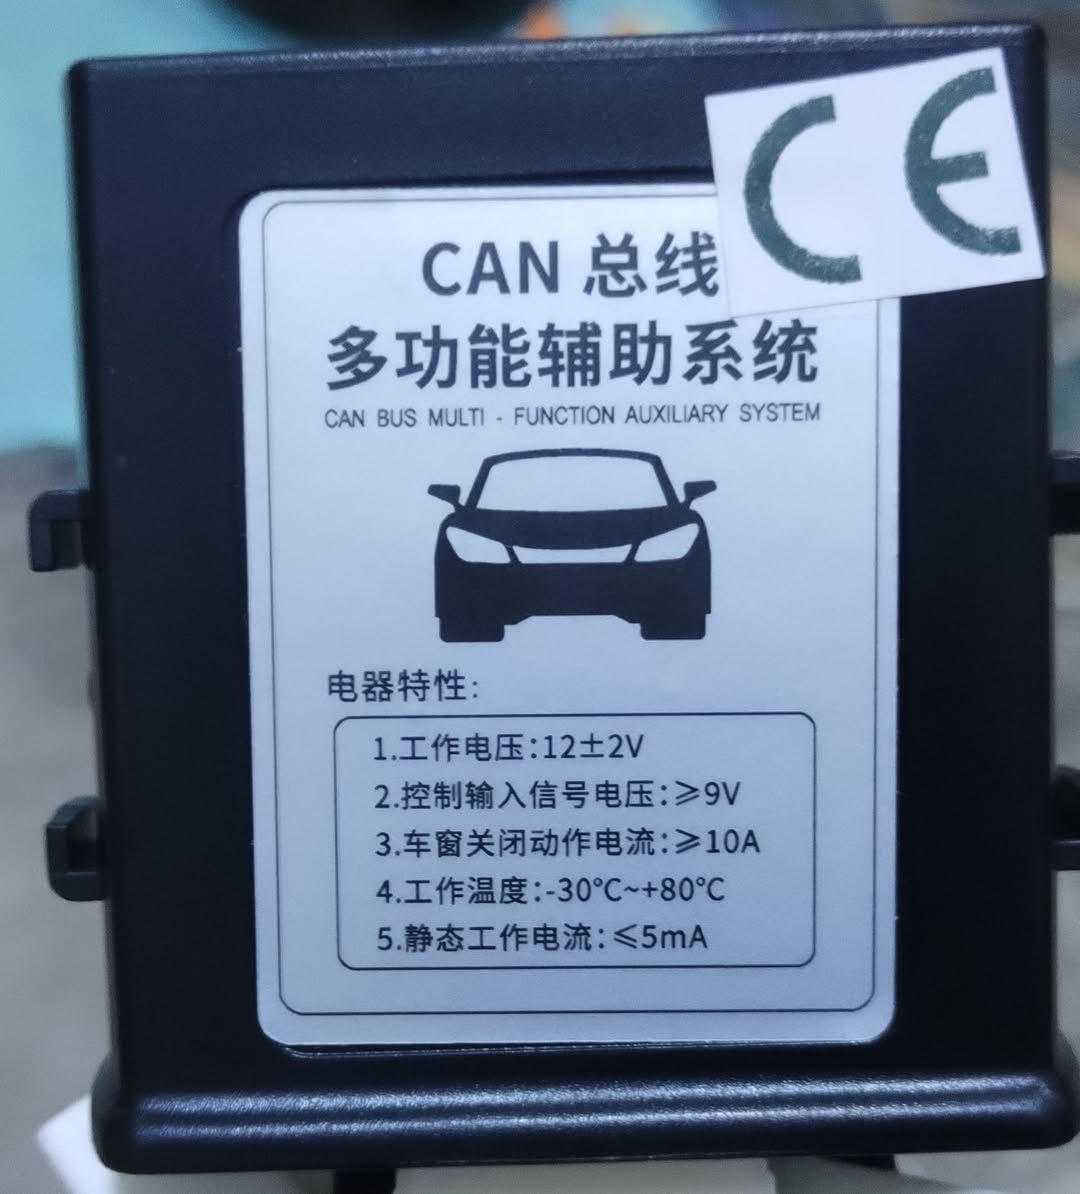 CE
CAN 总线
多功能辅助系统
CAN BUS MULTI - FUNCTION AUXILIARY SYSTEM
电器特性:
1.工作电压:12±2V
2.控制输入信号电压:≥9V
3.车窗关闭动作电流:≥10A
4.工作温度:-30℃~+80℃
5.静态工作电流:≤5mA